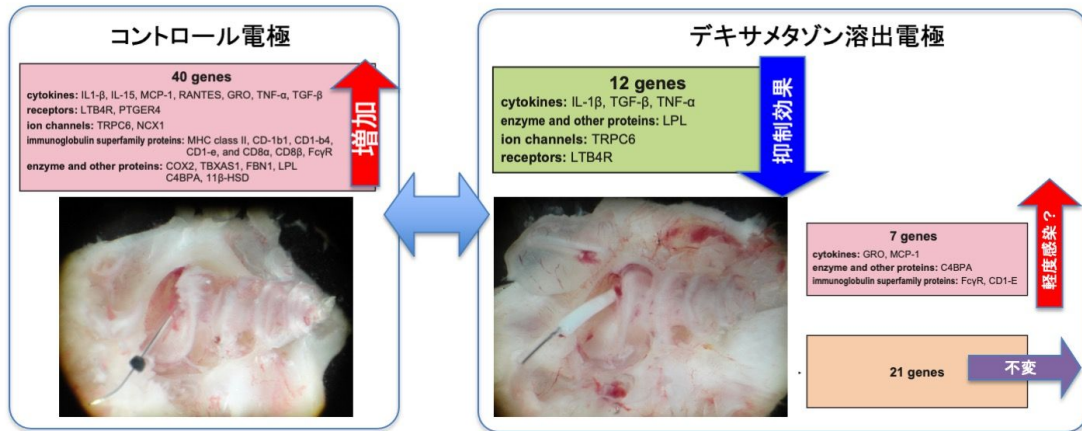 コントロール電極
40 genes
cytokines: IL1-β, IL-15, MCP-1, RANTES, GRO, TNF-α, TGF-β
receptors: LTB4R, PTGER4
ion channels: TRPC6, NCX1
immunoglobulin superfamily proteins: MHC class II, CD-1b1, CD1-b4,
CD1-e, and CD8α, CD8β, FcγR
enzyme and other proteins: COX2, TBXAS1, FBN1, LPL
C4BPA, 11β-HSD
増加
デキサメタゾン溶出電極
12 genes
cytokines: IL-1β, TGF-β, TNF-α
enzyme and other proteins: LPL
ion channels: TRPC6
receptors: LTB4R
抑制効果
7 genes
cytokines: GRO, MCP-1
enzyme and other proteins: C4BPA
immunoglobulin superfamily proteins: FcγR, CD1-E
軽度感染？
21 genes
不変